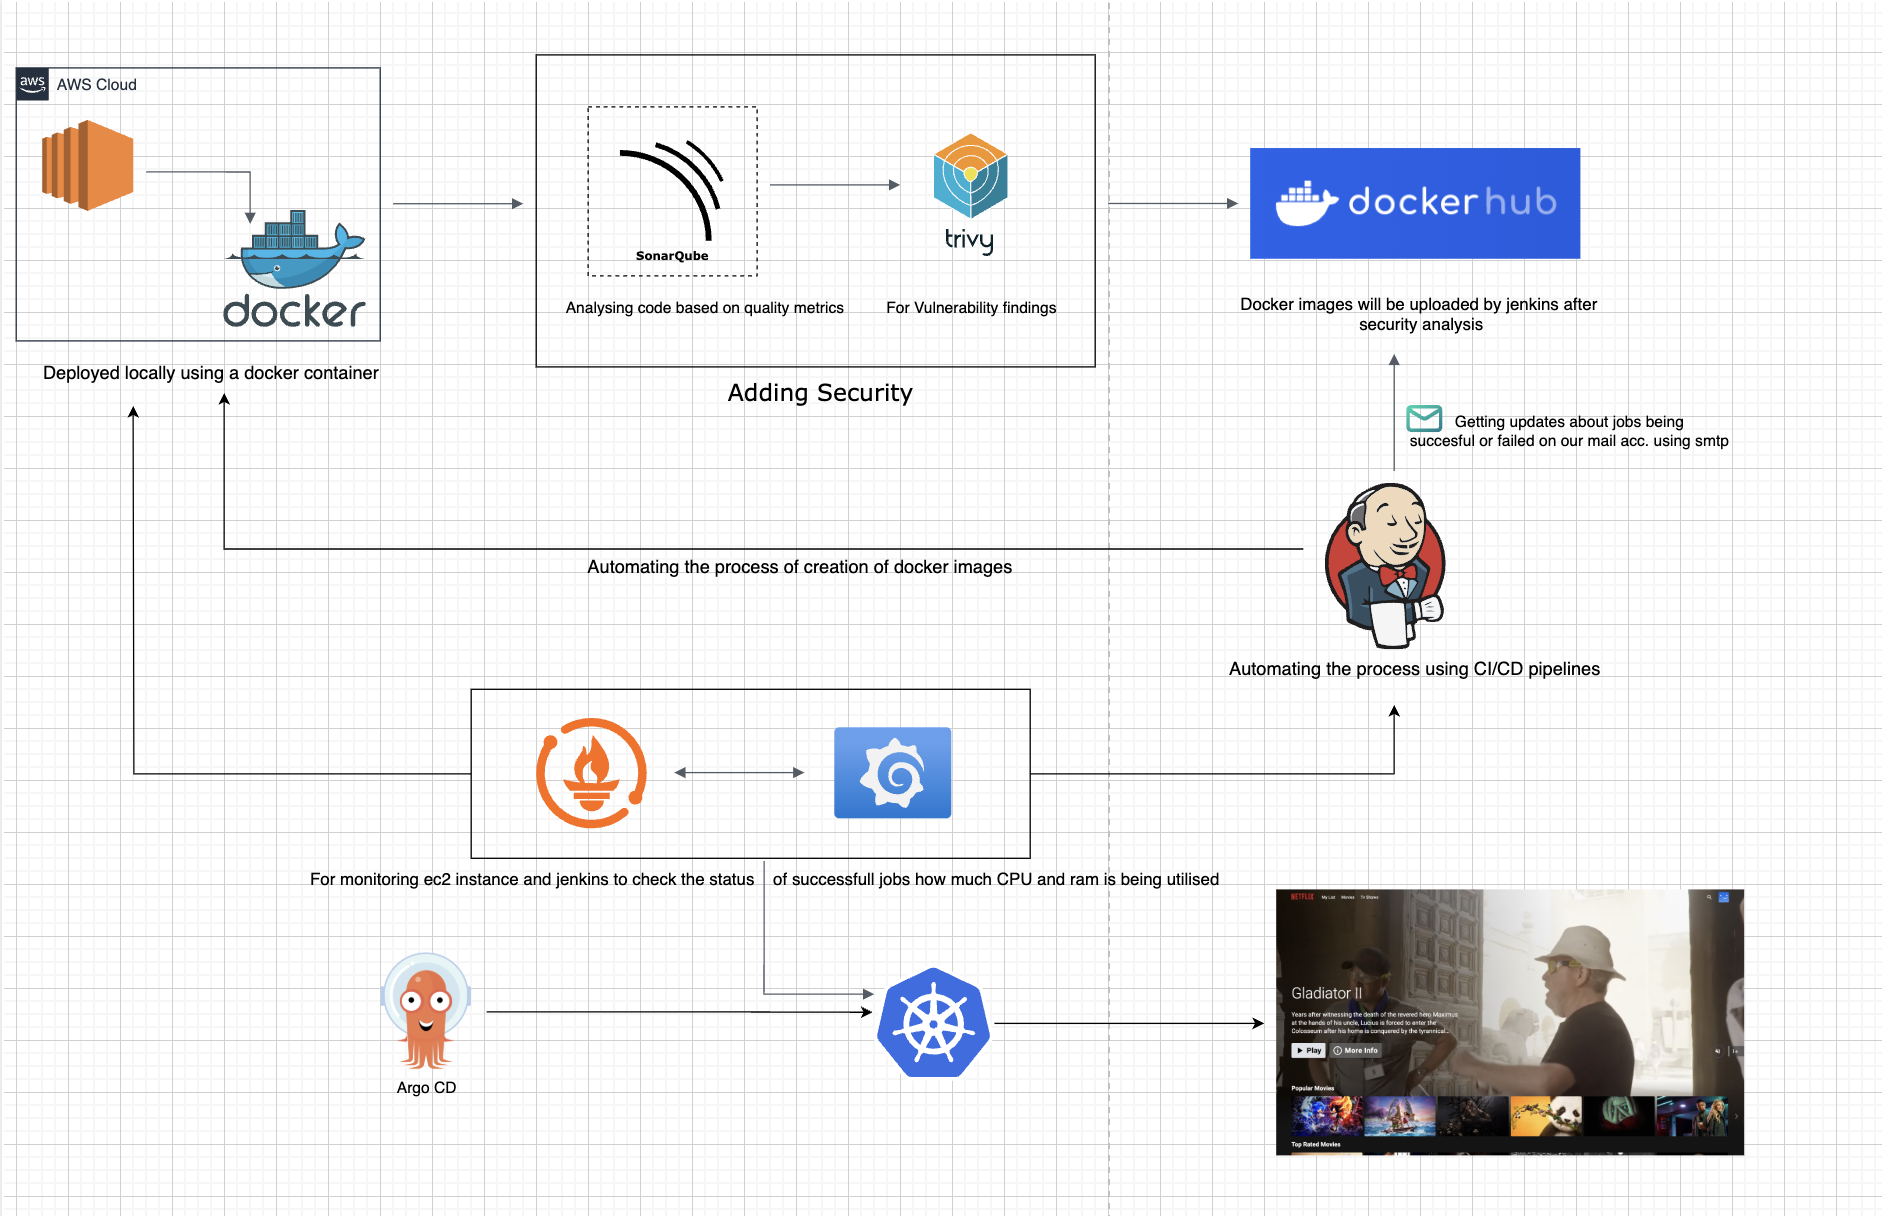 aws
AWS Cloud
docker
Deployed locally using a docker container
SonarQube
trivy
Analysing code based on quality metrics
For Vulnerability findings
Adding Security
docker hub
Docker images will be uploaded by jenkins after
security analysis
Getting updates about jobs being
succesful or failed on our mail acc. using smtp
Automating the process of creation of docker images
Automating the process using CI/CD pipelines
For monitoring ec2 instance and jenkins to check the status of successfull jobs how much CPU and ram is being utilised
Argo CD
NETFLIX My List Movies Tv Shows
Gladiator II
Years after witnessing the death of the revered hero Maximus
at the hands of his uncle, Lucius is forced to enter the
Colosseum after his home is conquered by the tyrannical...
Play
More Info
Popular Movies
Top Rated Movies